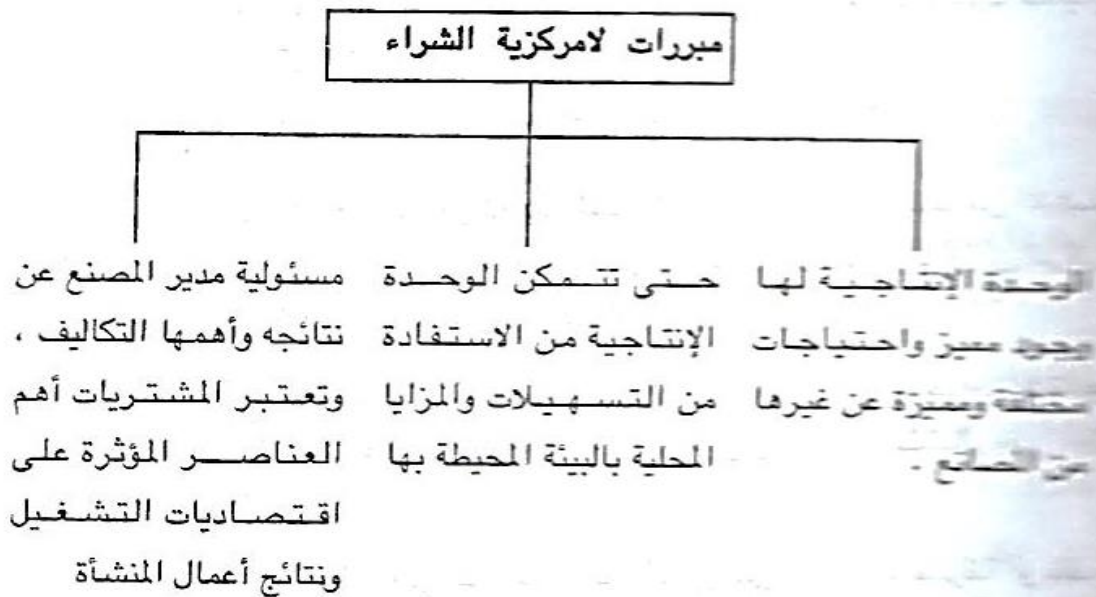 مبررات لامركزية الشراء
الوحدة الإنتاجية لها
وجود مميز واحتياجات
مختلفة ومميزة عن غيرها
من المصانع .
حتى تتمكن الوحدة
الإنتاجية من الاستفادة
من التسهيلات والمزايا
المحلية بالبيئة المحيطة بها
مسئولية مدير المصنع عن
نتائجه وأهمها التكاليف ،
وتعتبر المشتريات أهم
العناصر المؤثرة على
اقتصاديات التشغيل
ونتائج أعمال المنشأة